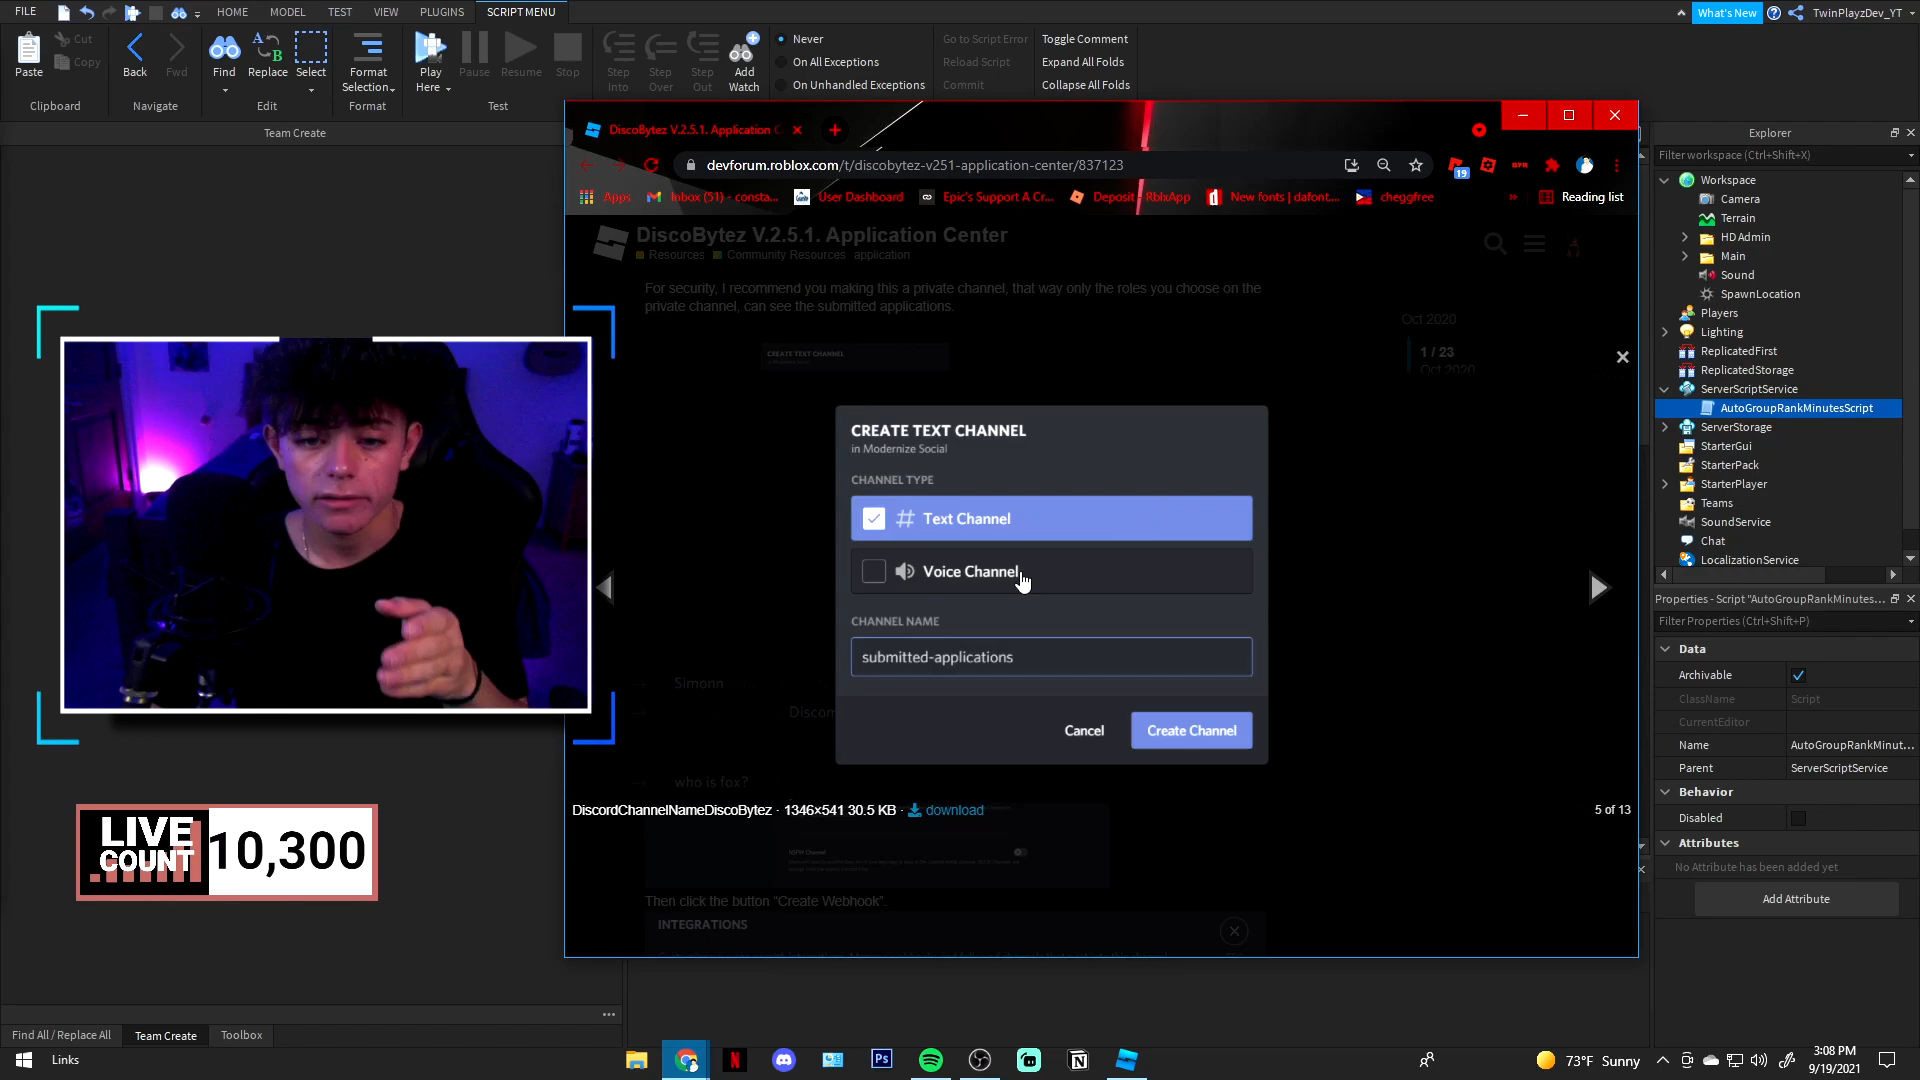 FILE
HOME
MODEL
TEST
VIEW
PLUGINS
SCRIPT MENU
What's New
TwinPlayzDev_YT
Paste
Cut
Copy
Clipboard
Back
Fwd
Navigate
Find
Replace
Select
Edit
Format
Selection
Format
Play
Here
Pause
Resume
Stop
Test
Step
Into
Step
Over
Step
Out
Add
Watch
Never
On All Exceptions
On Unhandled Exceptions
Go to Script Error
Reload Script
Commit
Toggle Comment
Expand All Folds
Collapse All Folds
Team Create
DiscoBytez V.2.5.1. Application C
devforum.roblox.com/t/discobytez-v251-application-center/837123
19
Apps
Inbox (51) - consta...
User Dashboard
Epic's Support A Cr...
Deposit - RblxApp
New fonts | dafont....
cheggfree
»
Reading list
DiscoBytez V.2.5.1. Application Center
Resources
Community Resources
application
For security, I recommend you making this a private channel, that way only the roles you choose on the
private channel, can see the submitted applications.
Oct 2020
1 / 23
Oct 2020
CREATE TEXT CHANNEL
CREATE TEXT CHANNEL
in Modernize Social
CHANNEL TYPE
Text Channel
Voice Channel
CHANNEL NAME
submitted-applications
Cancel
Create Channel
Simonn
Discom
who is fox?
DiscordChannelNameDiscoBytez · 1346×541 30.5 KB · download
5 of 13
NSFW Channel
Then click the button "Create Webhook".
INTEGRATIONS
LIVE
COUNT
10,300
Explorer
Filter workspace (Ctrl+Shift+X)
Workspace
Camera
Terrain
HD Admin
Main
Sound
SpawnLocation
Players
Lighting
ReplicatedFirst
ReplicatedStorage
ServerScriptService
AutoGroupRankMinutesScript
ServerStorage
StarterGui
StarterPack
StarterPlayer
Teams
SoundService
Chat
LocalizationService
Properties - Script "AutoGroupRankMinutes...
Filter Properties (Ctrl+Shift+P)
Data
Archivable
ClassName
Script
CurrentEditor
Name
AutoGroupRankMinut...
Parent
ServerScriptService
Behavior
Disabled
Attributes
No Attribute has been added yet
Add Attribute
Find All / Replace All
Team Create
Toolbox
Links
Ps
73°F Sunny
3:08 PM
9/19/2021